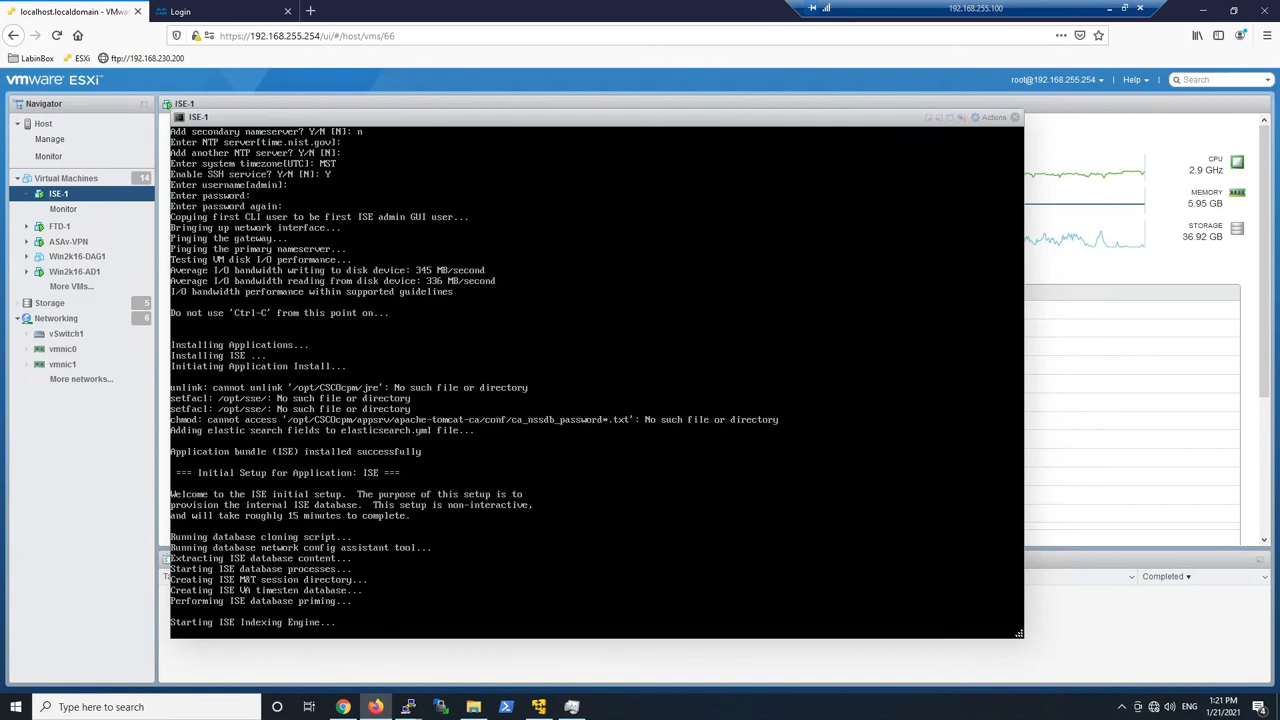 localhost.localdomain - VMwar
Login
192.168.255.100
https://192.168.255.254/ui/#/host/vms/66
LabinBox
ESXi
ftp://192.168.230.200
vmware ESXi
root@192.168.255.254
Help
Search
Navigator
Host
Manage
Monitor
Virtual Machines
14
ISE-1
Monitor
FTD-1
ASAv-VPN
Win2k16-DAG1
Win2k16-AD1
More VMs...
Storage
5
Networking
6
vSwitch1
vmnic0
vmnic1
More networks...
ISE-1
ISE-1
Actions
Add secondary nameserver? Y/N [N]: n
Enter NTP server[time.nist.gov]:
Add another NTP server? Y/N [N]:
Enter system timezone[UTC]: MST
Enable SSH service? Y/N [N]: Y
Enter username[admin]:
Enter password:
Enter password again:
Copying first CLI user to be first ISE admin GUI user...
Bringing up network interface...
Pinging the gateway...
Pinging the primary nameserver...
Testing VM disk I/O performance...
Average I/O bandwidth writing to disk device: 345 MB/second
Average I/O bandwidth reading from disk device: 336 MB/second
I/O bandwidth performance within supported guidelines
Do not use 'Ctrl-C' from this point on...
Installing Applications...
Installing ISE ...
Initiating Application Install...
unlink: cannot unlink '/opt/CSCOcpm/jre': No such file or directory
setfacl: /opt/sse/: No such file or directory
setfacl: /opt/sse/: No such file or directory
chmod: cannot access '/opt/CSCOcpm/appsrv/apache-tomcat-ca/conf/ca_nssdb_password*.txt': No such file or directory
Adding elastic search fields to elasticsearch.yml file...
Application bundle (ISE) installed successfully
=== Initial Setup for Application: ISE ===
Welcome to the ISE initial setup.  The purpose of this setup is to
provision the internal ISE database.  This setup is non-interactive,
and will take roughly 15 minutes to complete.
Running database cloning script...
Running database network config assistant tool...
Extracting ISE database content...
Starting ISE database processes...
Creating ISE M&T session directory...
Creating ISE VA timesten database...
Performing ISE database priming...
Starting ISE Indexing Engine...
CPU
2.9 GHz
MEMORY
5.95 GB
STORAGE
36.92 GB
Completed
Type here to search
ENG
1:21 PM
1/21/2021
4